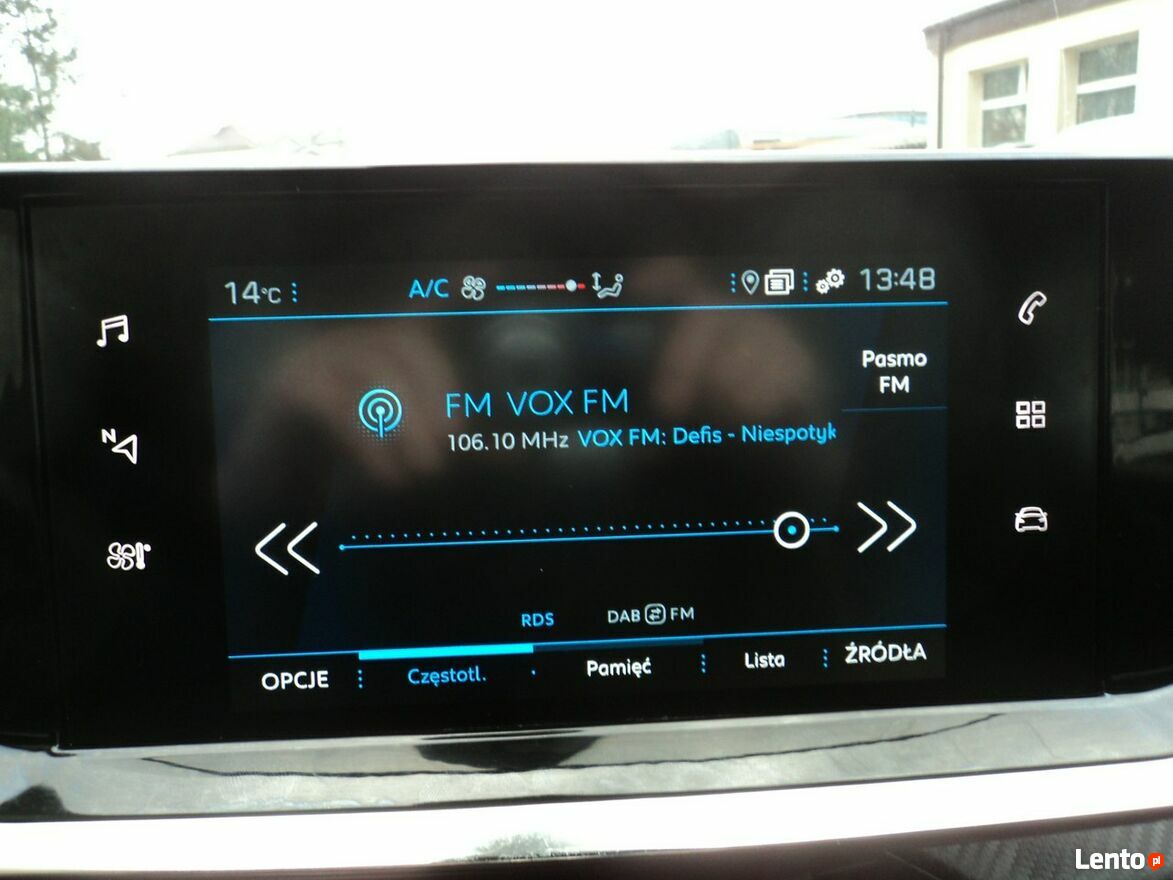 14°C A/C 13:48
Pasmo
FM
FM VOX FM
106.10 MHz VOX FM: Defis - Niespotyk
N
RDS DAB FM
OPCJE Częstotl. Pamięć Lista ŹRÓDŁA
Lento pl